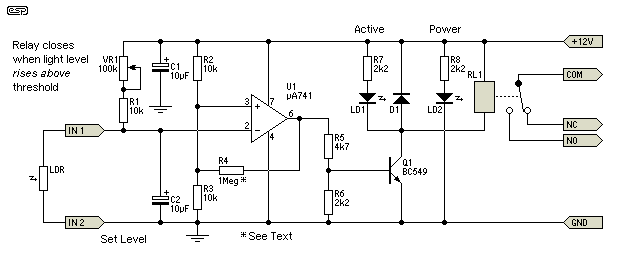 esp
Relay closes
when light level
rises above
threshold
Active
Power
+12V
VR1
100k
C1
10µF
R2
10k
R7
2k2
R8
2k2
RL1
COM
U1
µA741
LD1
D1
LD2
R1
10k
3
7
2
6
4
+
−
NC
NO
IN 1
R5
4k7
Q1
BC549
LDR
R4
1Meg *
C2
10µF
R3
10k
R6
2k2
IN 2
GND
Set Level
* See Text